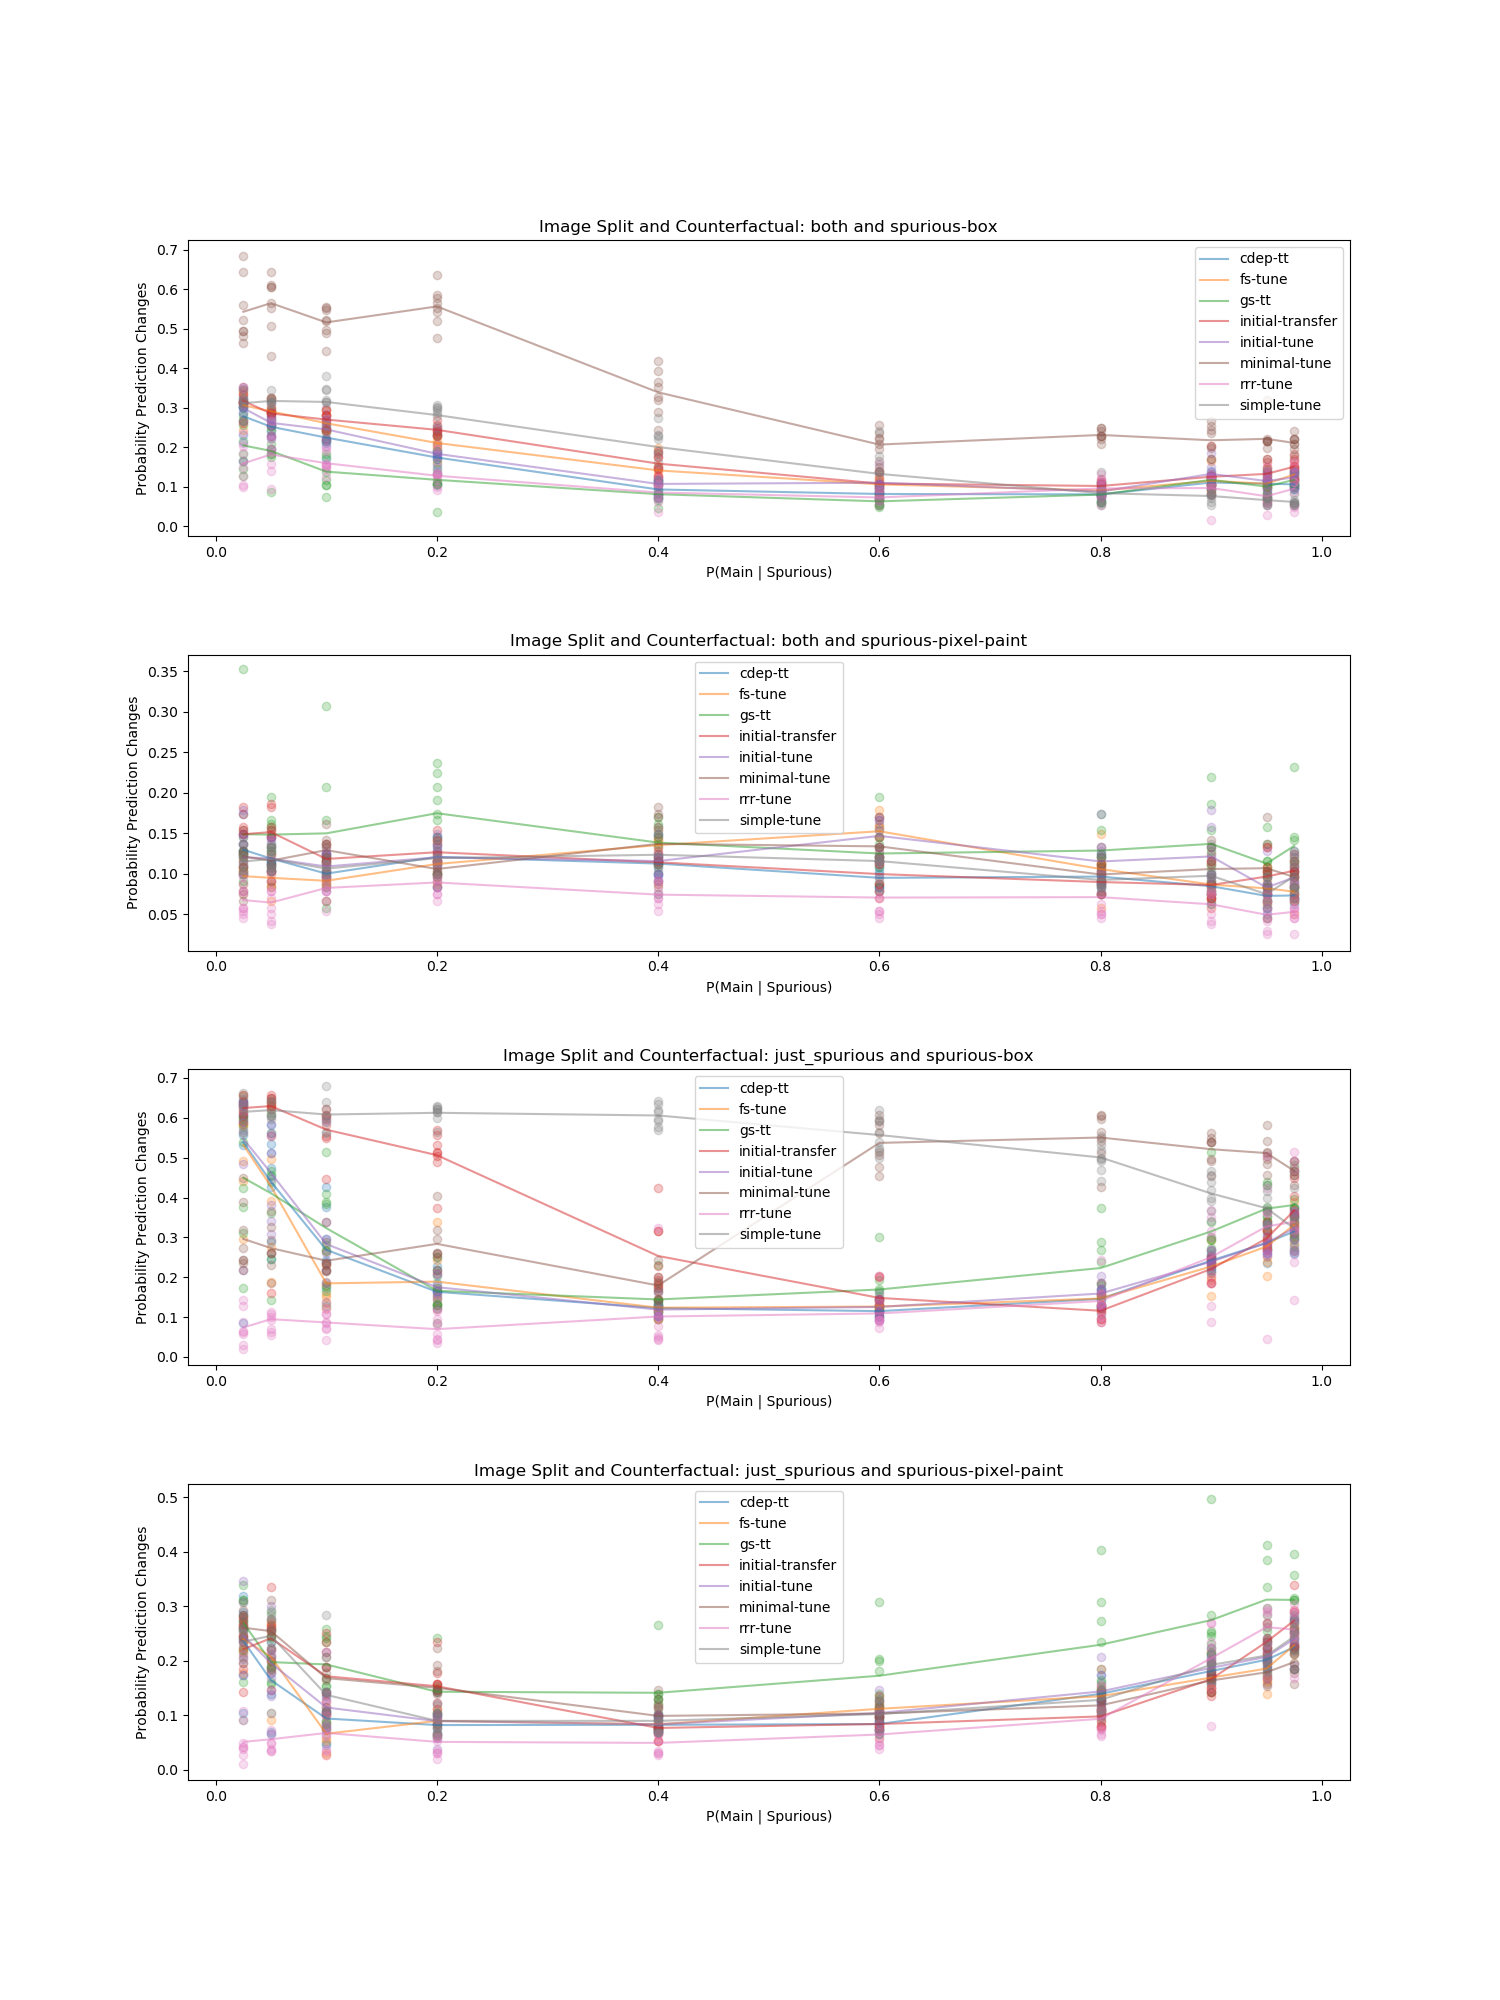 Image Split and Counterfactual: both and spurious-box
Probability Prediction Changes
0.7
0.6
0.5
0.4
0.3
0.2
0.1
0.0
cdep-tt
fs-tune
gs-tt
initial-transfer
initial-tune
minimal-tune
rrr-tune
simple-tune
0.0 0.2 0.4 0.6 0.8 1.0
P(Main | Spurious)
Image Split and Counterfactual: both and spurious-pixel-paint
Probability Prediction Changes
0.35
0.30
0.25
0.20
0.15
0.10
0.05
cdep-tt
fs-tune
gs-tt
initial-transfer
initial-tune
minimal-tune
rrr-tune
simple-tune
0.0 0.2 0.4 0.6 0.8 1.0
P(Main | Spurious)
Image Split and Counterfactual: just_spurious and spurious-box
Probability Prediction Changes
0.7
0.6
0.5
0.4
0.3
0.2
0.1
0.0
cdep-tt
fs-tune
gs-tt
initial-transfer
initial-tune
minimal-tune
rrr-tune
simple-tune
0.0 0.2 0.4 0.6 0.8 1.0
P(Main | Spurious)
Image Split and Counterfactual: just_spurious and spurious-pixel-paint
Probability Prediction Changes
0.5
0.4
0.3
0.2
0.1
0.0
cdep-tt
fs-tune
gs-tt
initial-transfer
initial-tune
minimal-tune
rrr-tune
simple-tune
0.0 0.2 0.4 0.6 0.8 1.0
P(Main | Spurious)